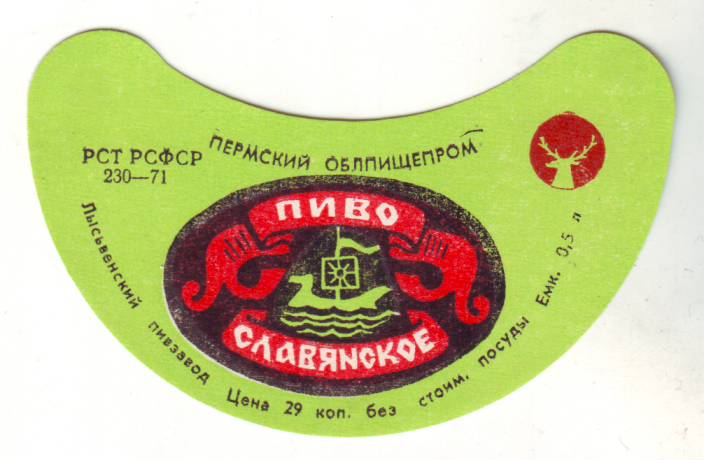 РСТ РСФСР
230—71
ПЕРМСКИЙ ОБЛПИЩЕПРОМ
ПИВО
СЛАВЯНСКОЕ
Лысьвенский пивзавод Цена 29 коп. без стоим. посуды Емк. 0,5 л